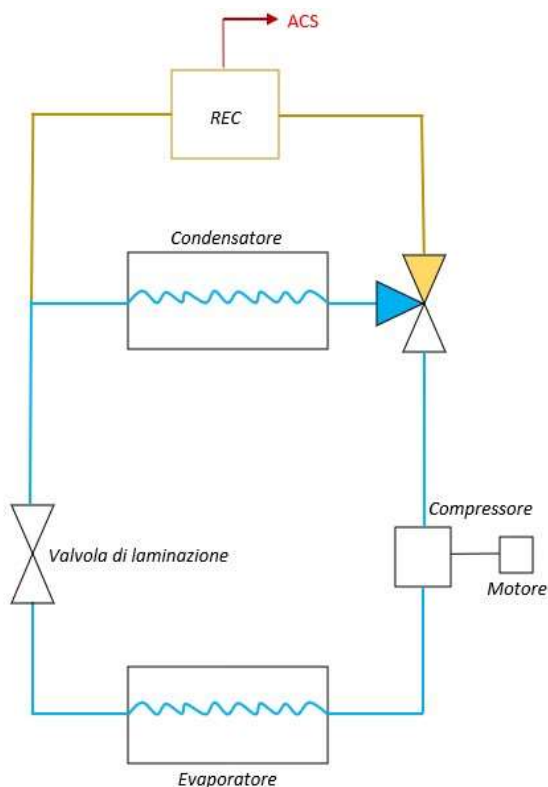 ACS
REC
Condensatore
Compressore
Valvola di laminazione
Motore
Evaporatore